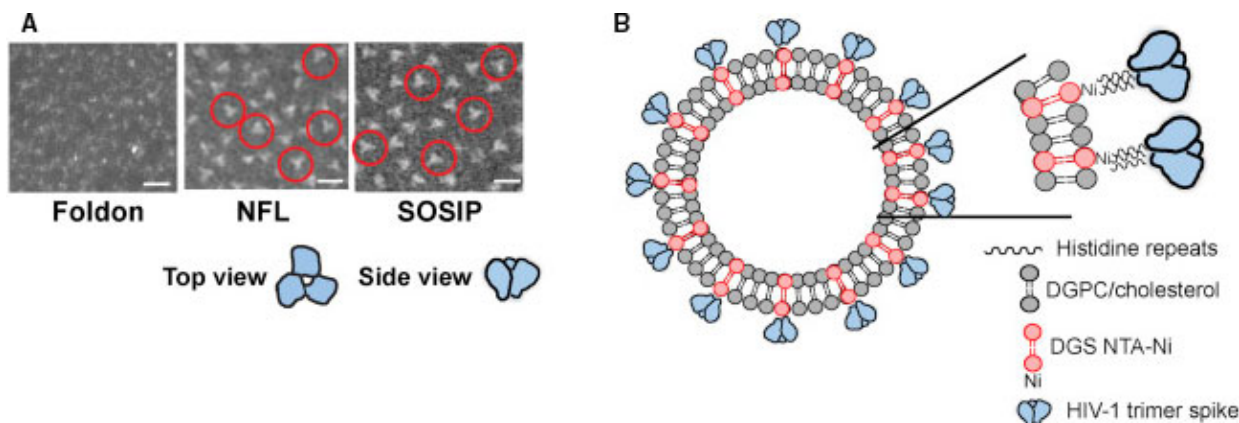 A
Foldon
NFL
SOSIP
Top view
Side view
B
Ni
Ni
Histidine repeats
DGPC/cholesterol
DGS NTA-Ni
Ni
HIV-1 trimer spike